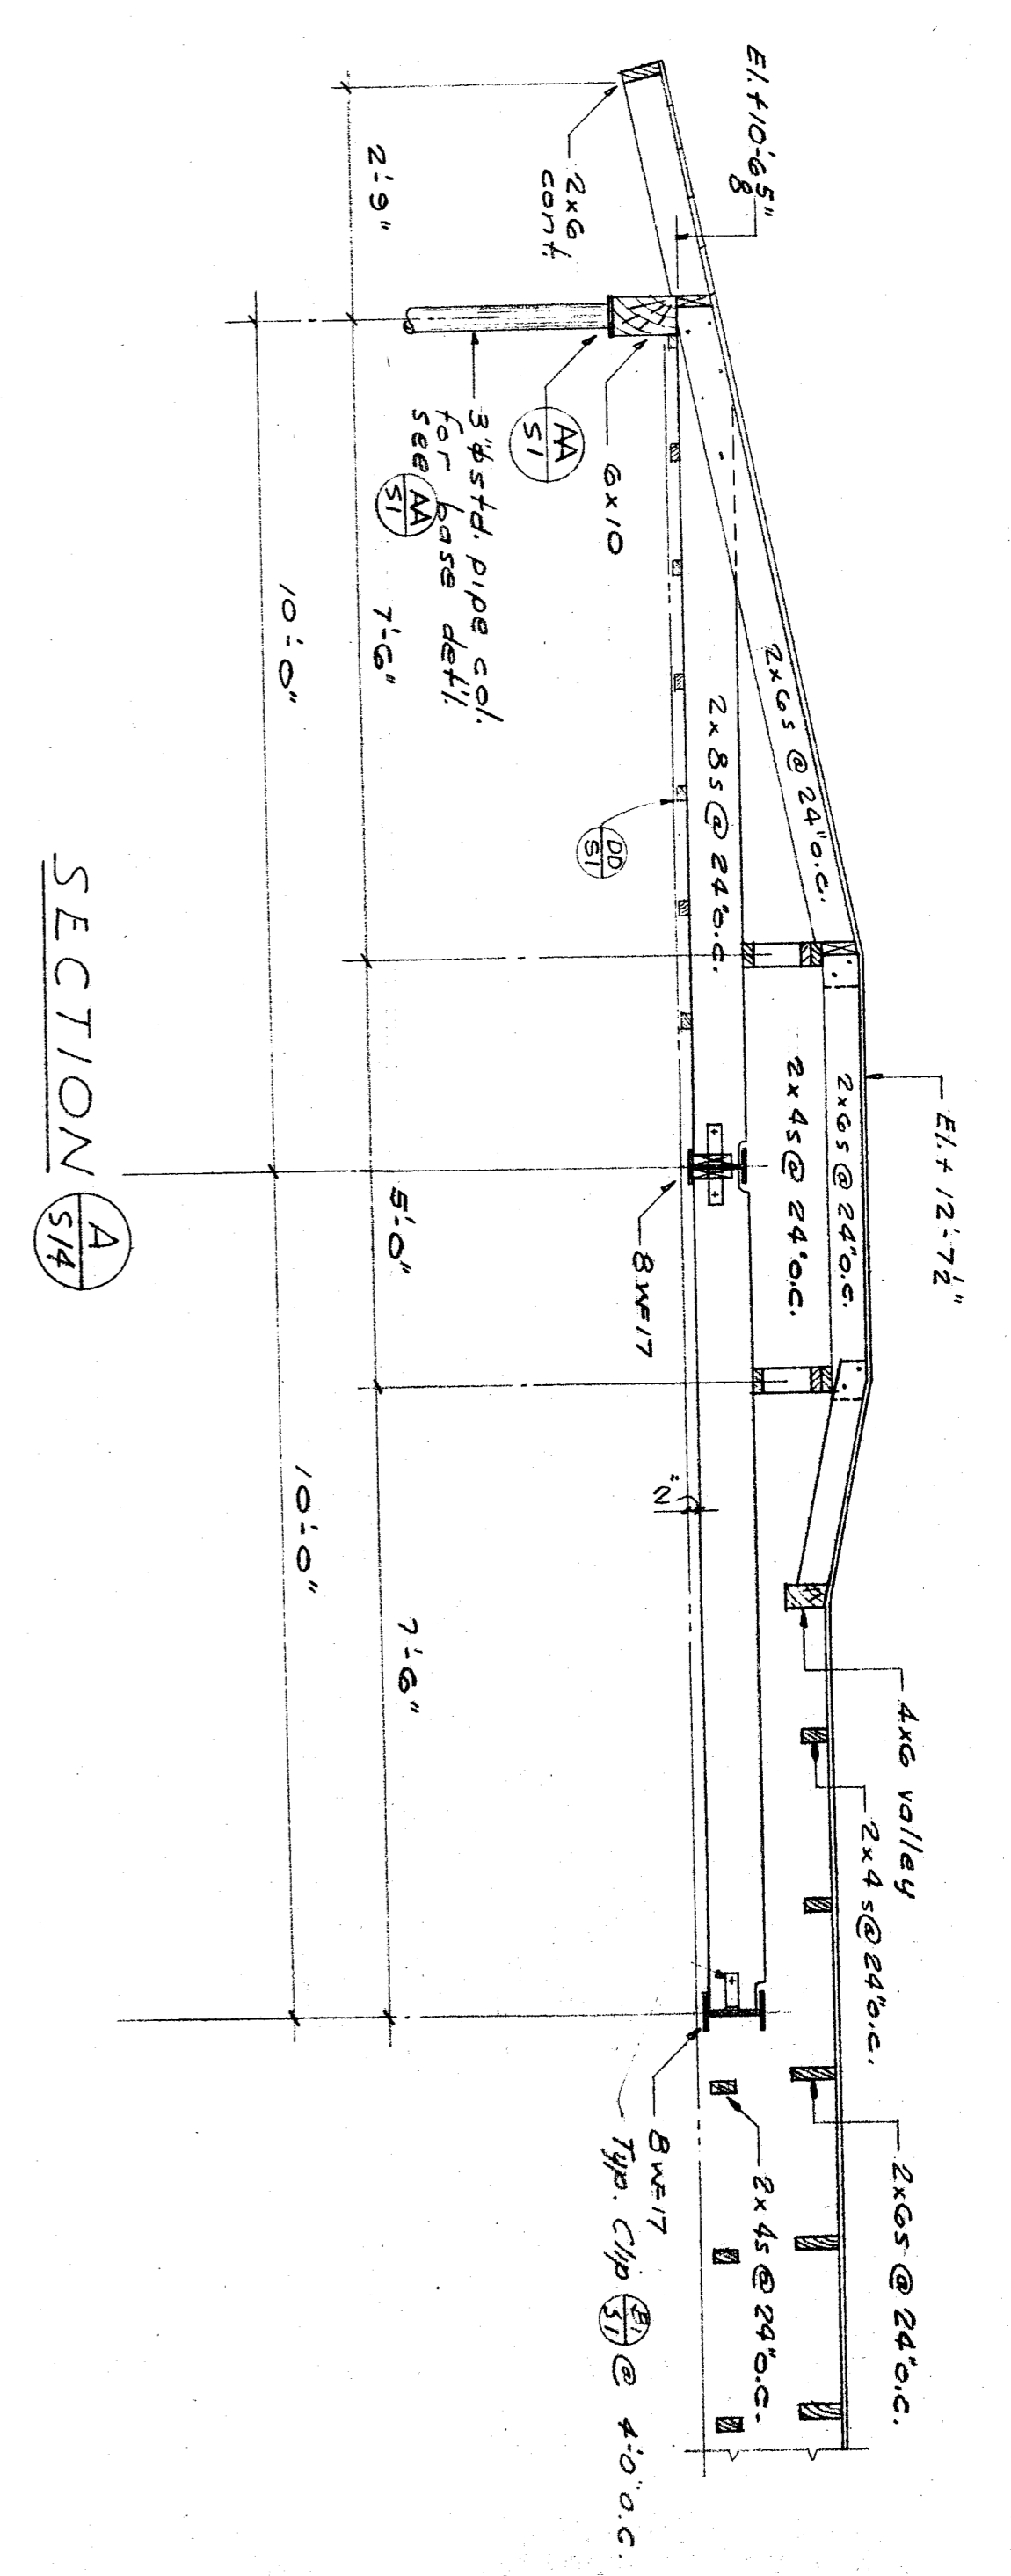 El. + 10'-6 5/8"
2x6
cont.
2'-9"
6x10
AA
S1
3"φ std. pipe col.
for base det'l.
see AA
S1
2x6s @ 24"o.c.
2x8s @ 24"o.c.
DD
S1
7'-6"
10'-0"
El. + 12'-7½"
2x6s @ 24"o.c.
2x4s @ 24"o.c.
8WF17
5'-0"
2"
4x6 valley
2x4s @ 24"o.c.
2x6s @ 24"o.c.
2x4s @ 24"o.c.
8WF17
Typ. Clip B1 @ 4'-0" o.c.
S1
7'-6"
10'-0"
SECTION
A
S14